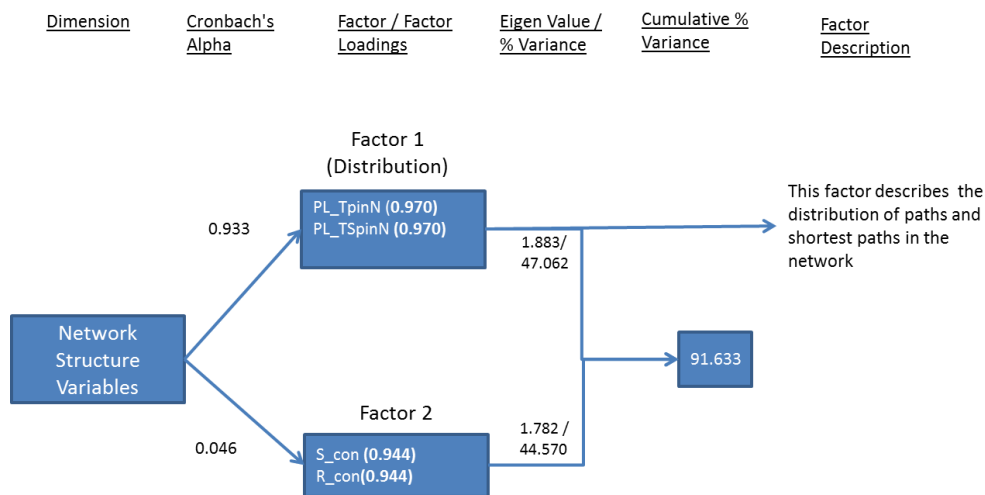 Dimension
Cronbach's
Alpha
Factor / Factor
Loadings
Eigen Value /
% Variance
Cumulative %
Variance
Factor
Description
Factor 1
(Distribution)
PL_TpinN (0.970)
PL_TSpinN (0.970)
0.933
1.883/
47.062
This factor describes the
distribution of paths and
shortest paths in the
network
Network
Structure
Variables
91.633
Factor 2
0.046
S_con (0.944)
R_con(0.944)
1.782 /
44.570